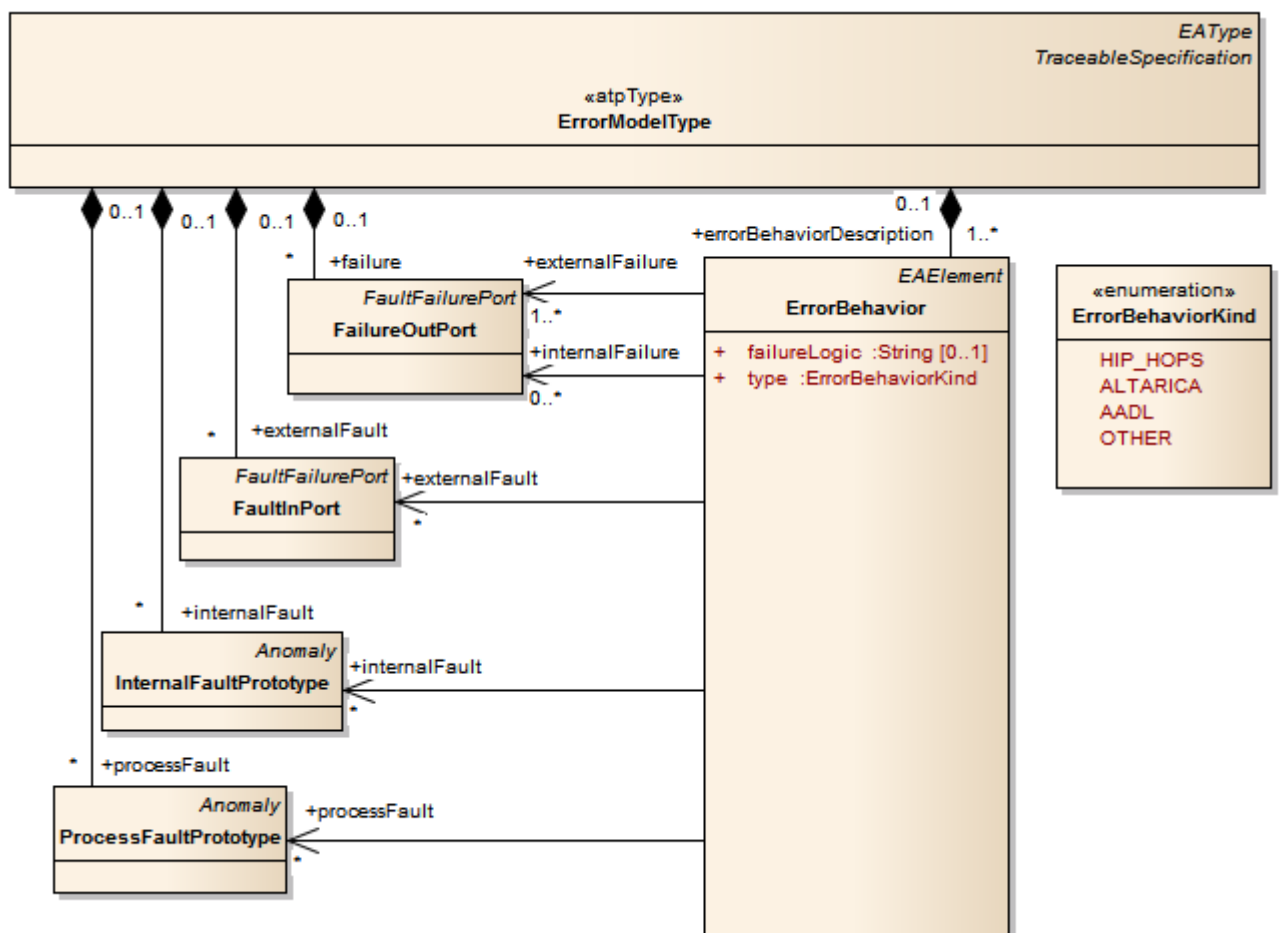 EAType
TraceableSpecification
«atpType»
ErrorModelType
0..1
0..1
0..1
0..1
0..1
+errorBehaviorDescription
1..*
*
+failure
+externalFailure
FaultFailurePort
FailureOutPort
1..*
+internalFailure
0..*
EAElement
ErrorBehavior
+ failureLogic :String [0..1]
+ type :ErrorBehaviorKind
«enumeration»
ErrorBehaviorKind
HIP_HOPS
ALTARICA
AADL
OTHER
*
+externalFault
FaultFailurePort
FaultInPort
+externalFault
*
*
+internalFault
Anomaly
InternalFaultPrototype
+internalFault
*
*
+processFault
Anomaly
ProcessFaultPrototype
+processFault
*